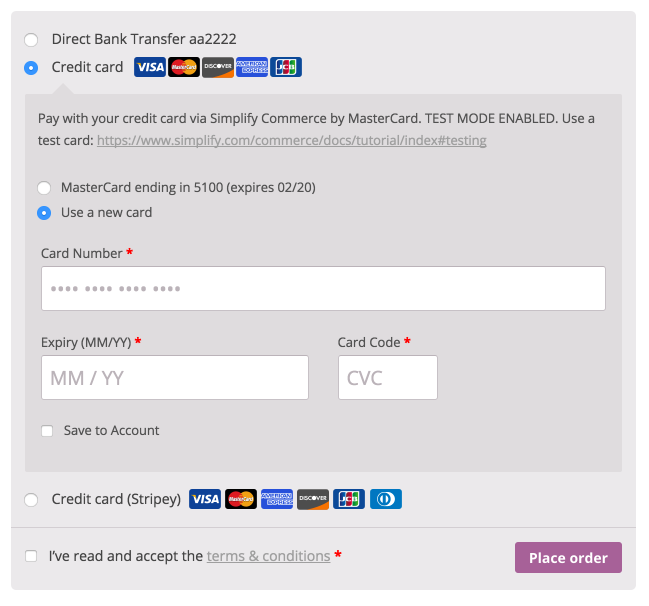 Direct Bank Transfer aa2222
Credit card VISA MasterCard DISCOVER AMERICAN EXPRESS JCB
Pay with your credit card via Simplify Commerce by MasterCard. TEST MODE ENABLED. Use a
test card: https://www.simplify.com/commerce/docs/tutorial/index#testing
MasterCard ending in 5100 (expires 02/20)
Use a new card
Card Number *
•••• •••• •••• ••••
Expiry (MM/YY) * Card Code *
MM / YY CVC
Save to Account
Credit card (Stripey) VISA MasterCard AMERICAN EXPRESS DISCOVER JCB
I've read and accept the terms & conditions * Place order